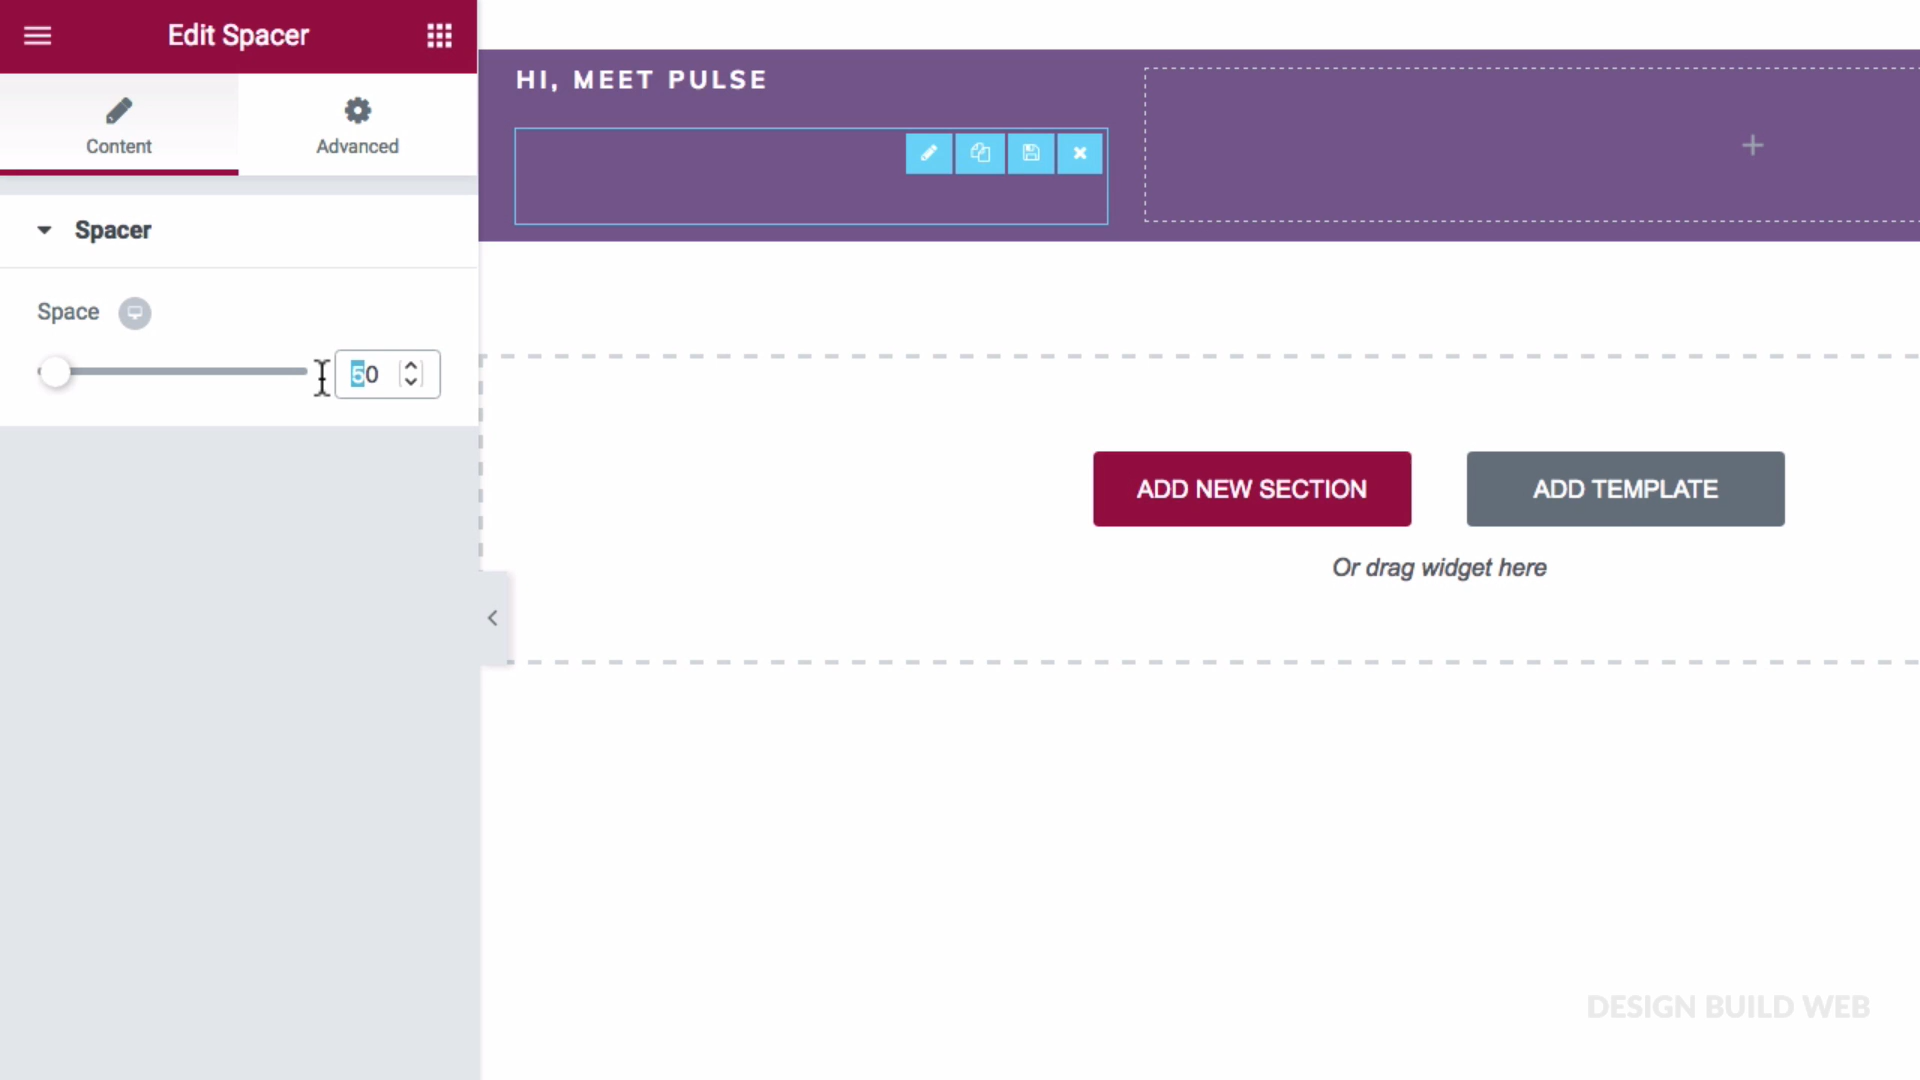 Edit Spacer
Content
Advanced
Spacer
Space
50
HI, MEET PULSE
ADD NEW SECTION
ADD TEMPLATE
Or drag widget here
DESIGN BUILD WEB